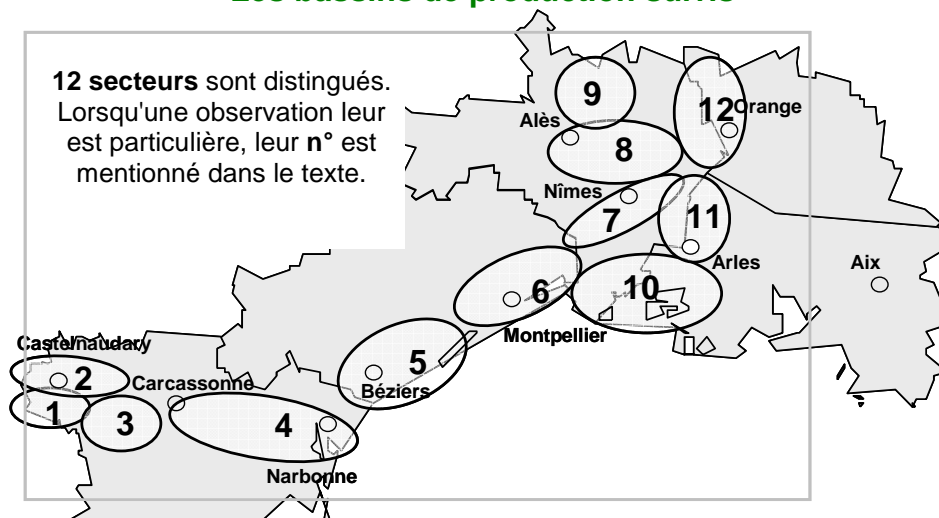 Les bassins de production suivis
12 secteurs sont distingués.
Lorsqu'une observation leur
est particulière, leur n° est
mentionné dans le texte.
9
12
Orange
Alès
8
Nîmes
7
11
Arles
Aix
10
6
Montpellier
5
Béziers
Castelnaudary
2
Carcassonne
1
3
4
Narbonne